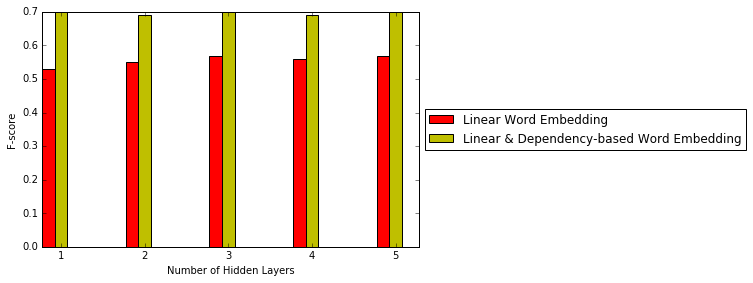 0.7
0.6
0.5
0.4
0.3
0.2
0.1
0.0
F-score
1 2 3 4 5
Number of Hidden Layers
Linear Word Embedding
Linear & Dependency-based Word Embedding